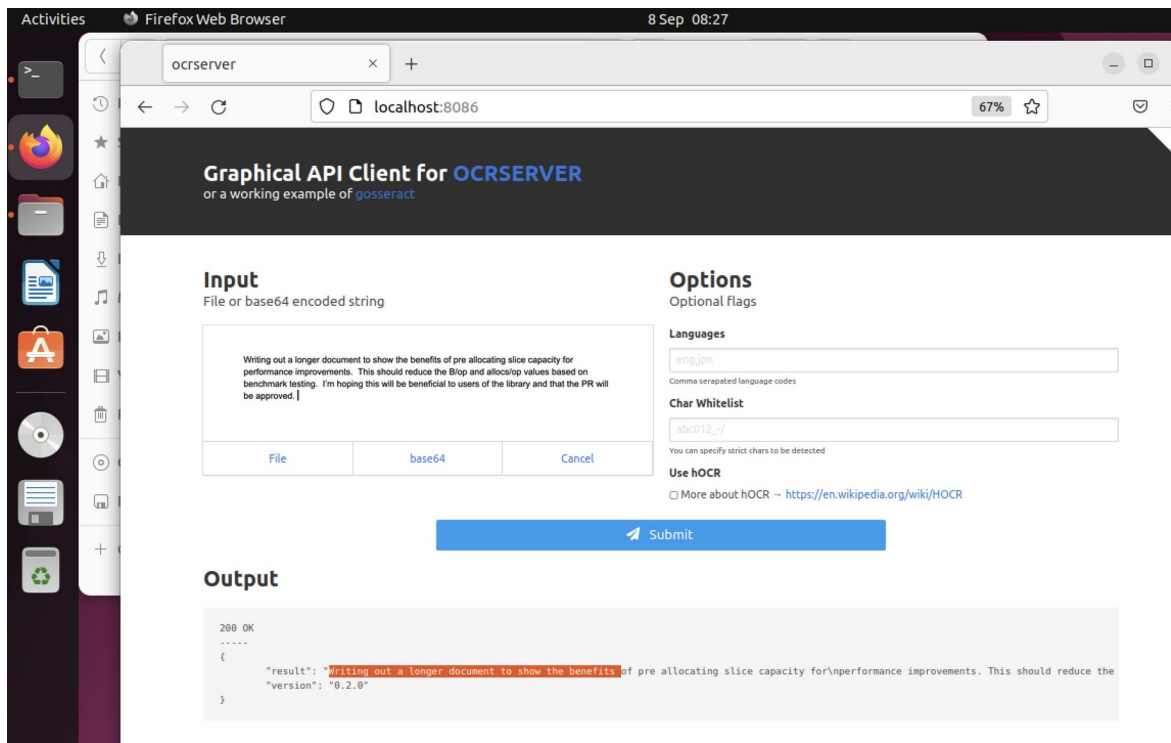 Activities Firefox Web Browser 8 Sep 08:27
ocrserver × +
localhost:8086 67%
Graphical API Client for OCRSERVER
or a working example of gosseract
Input
File or base64 encoded string
Writing out a longer document to show the benefits of pre allocating slice capacity for
performance improvements. This should reduce the B/op and allocs/op values based on
benchmark testing. I'm hoping this will be beneficial to users of the library and that the PR will
be approved.
File base64 Cancel
Options
Optional flags
Languages
eng,jpn
Comma serapated language codes
Char Whitelist
abc012_-/
You can specify strict chars to be detected
Use hOCR
More about hOCR → https://en.wikipedia.org/wiki/HOCR
Submit
Output
200 OK
-----
{
"result": "Writing out a longer document to show the benefits of pre allocating slice capacity for\nperformance improvements. This should reduce the
"version": "0.2.0"
}